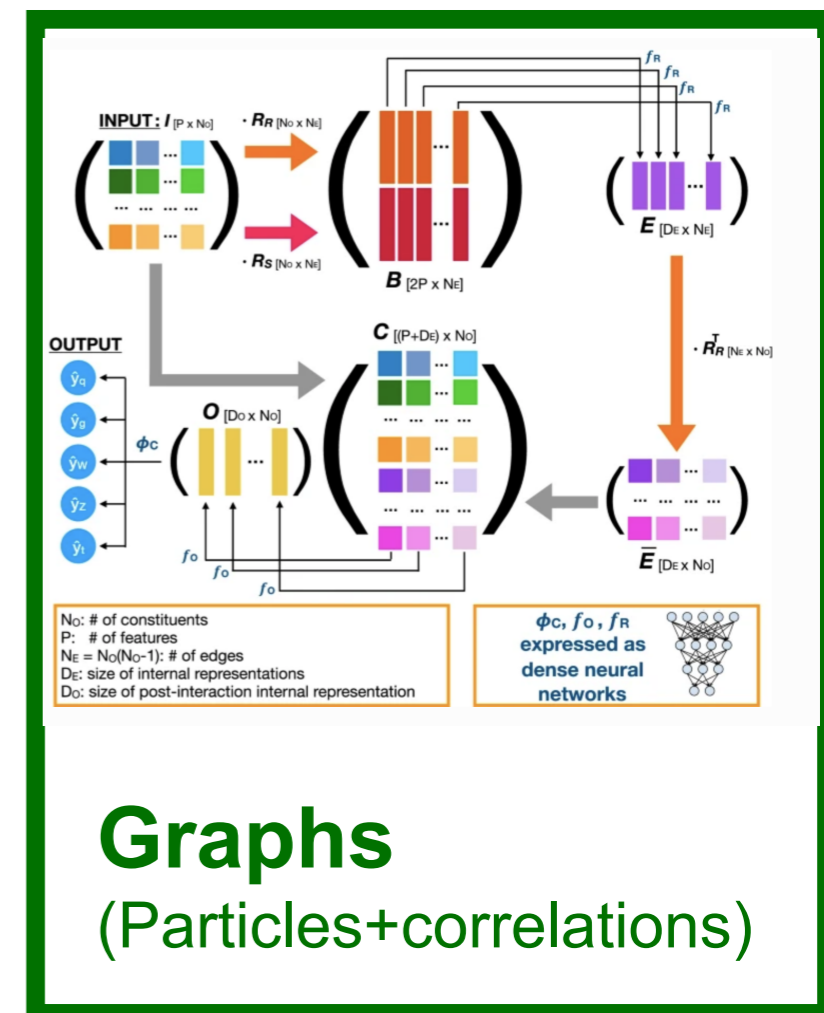 INPUT: I [P x No]
· RR [No x NE]
· RS [No x NE]
fR
fR
fR
fR
...
...
... ... ... ...
...
...
...
B [2P x NE]
...
E [DE x NE]
· R^T_R [NE x No]
C [(P+DE) x No]
OUTPUT
ŷq
ŷg
ŷw
ŷz
ŷt
ϕC
O [Do x No]
...
...
...
... ... ... ...
...
...
... ... ... ...
...
...
... ... ... ...
...
E̅ [DE x No]
fO
fO
fO
No: # of constituents
P: # of features
NE = No(No-1): # of edges
DE: size of internal representations
Do: size of post-interaction internal representation
ϕC, fO, fR
expressed as
dense neural
networks
Graphs
(Particles+correlations)